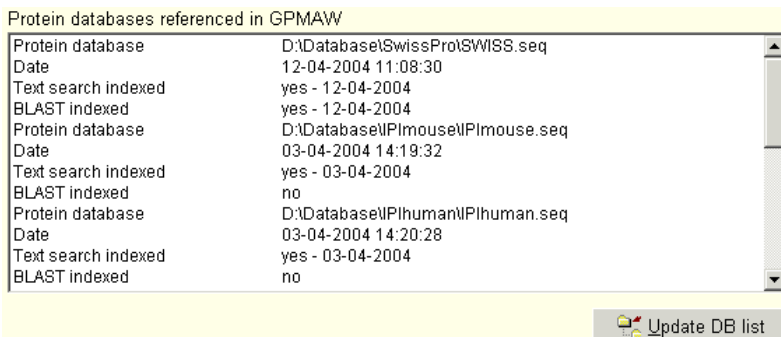 Protein databases referenced in GPMAW
Protein database D:\Database\SwissPro\SWISS.seq
Date 12-04-2004 11:08:30
Text search indexed yes - 12-04-2004
BLAST indexed yes - 12-04-2004
Protein database D:\Database\IPImouse\IPImouse.seq
Date 03-04-2004 14:19:32
Text search indexed yes - 03-04-2004
BLAST indexed no
Protein database D:\Database\IPIhuman\IPIhuman.seq
Date 03-04-2004 14:20:28
Text search indexed yes - 03-04-2004
BLAST indexed no
Update DB list